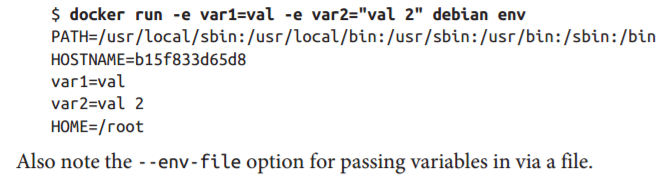 $ docker run -e var1=val -e var2="val 2" debian env
PATH=/usr/local/sbin:/usr/local/bin:/usr/sbin:/usr/bin:/sbin:/bin
HOSTNAME=b15f833d65d8
var1=val
var2=val 2
HOME=/root
Also note the --env-file option for passing variables in via a file.